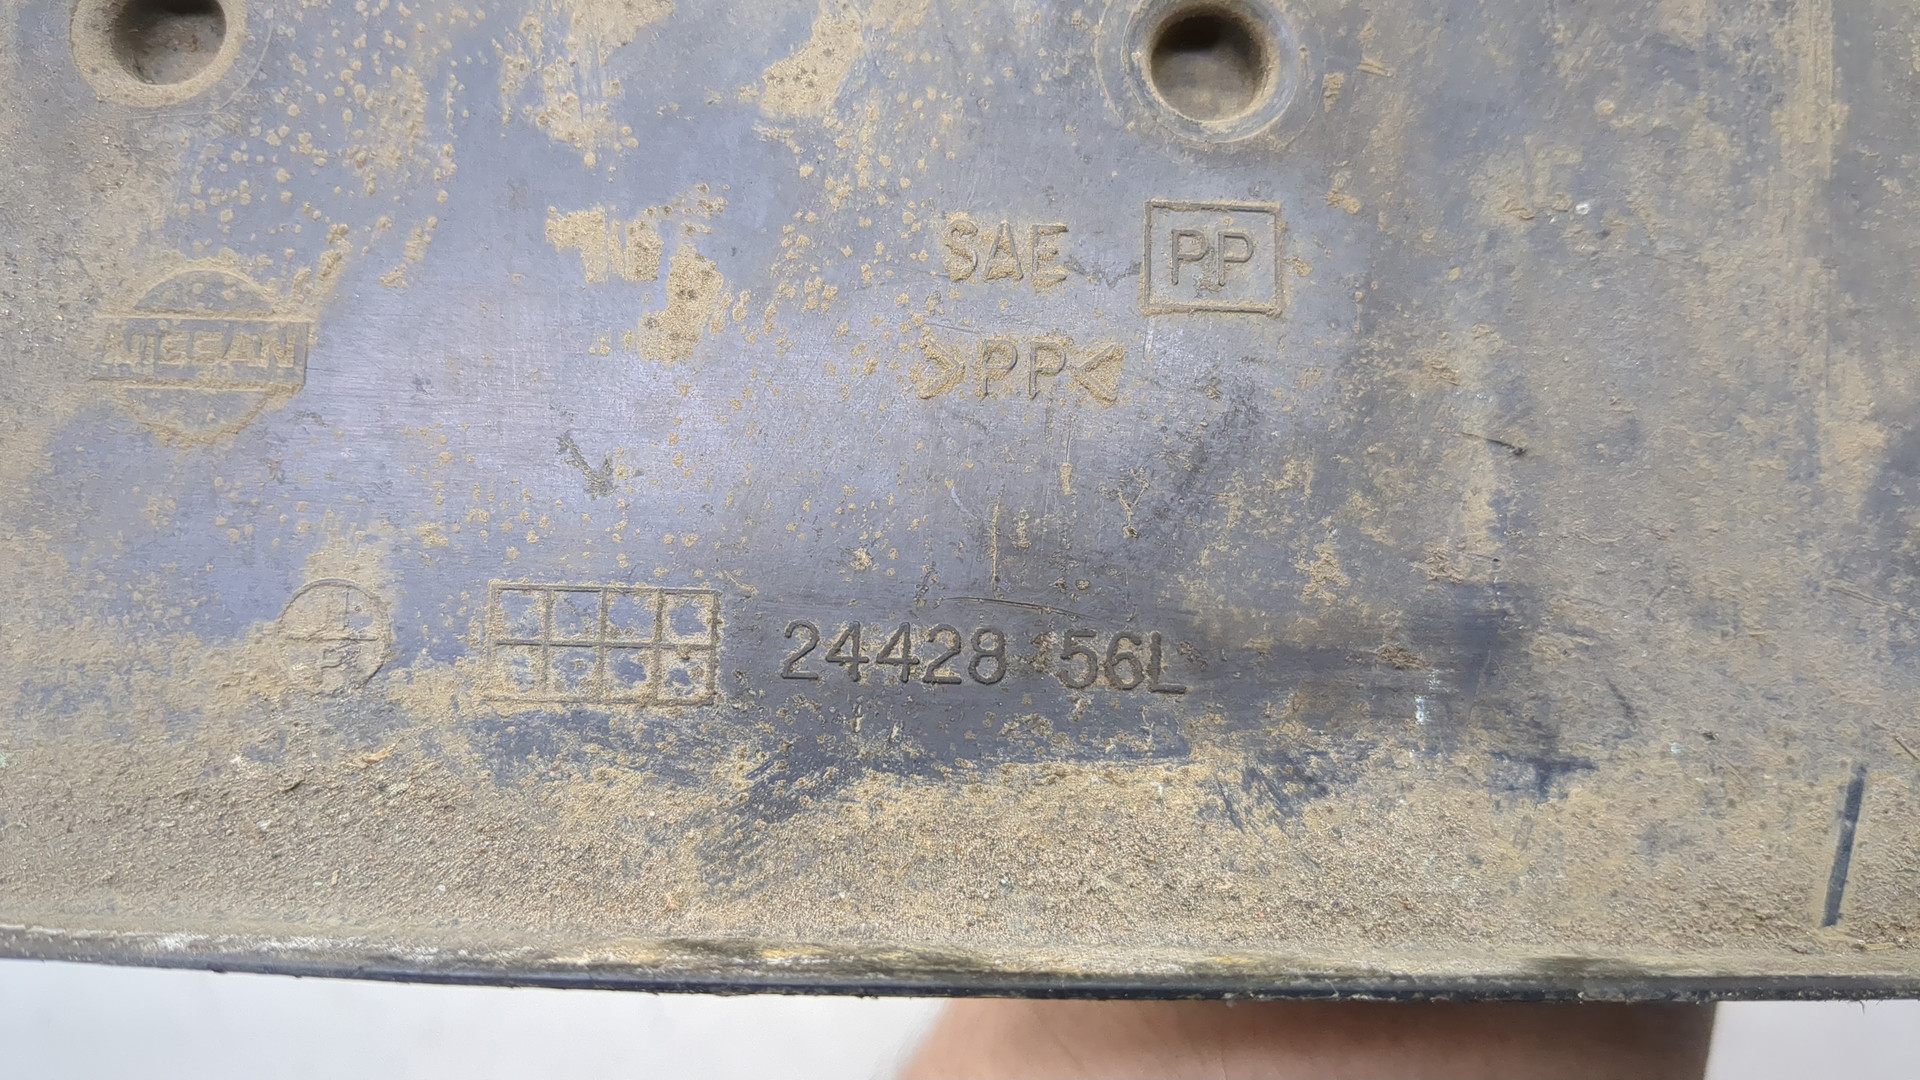 SAE PP
>PP<
NISSAN
24428 56L